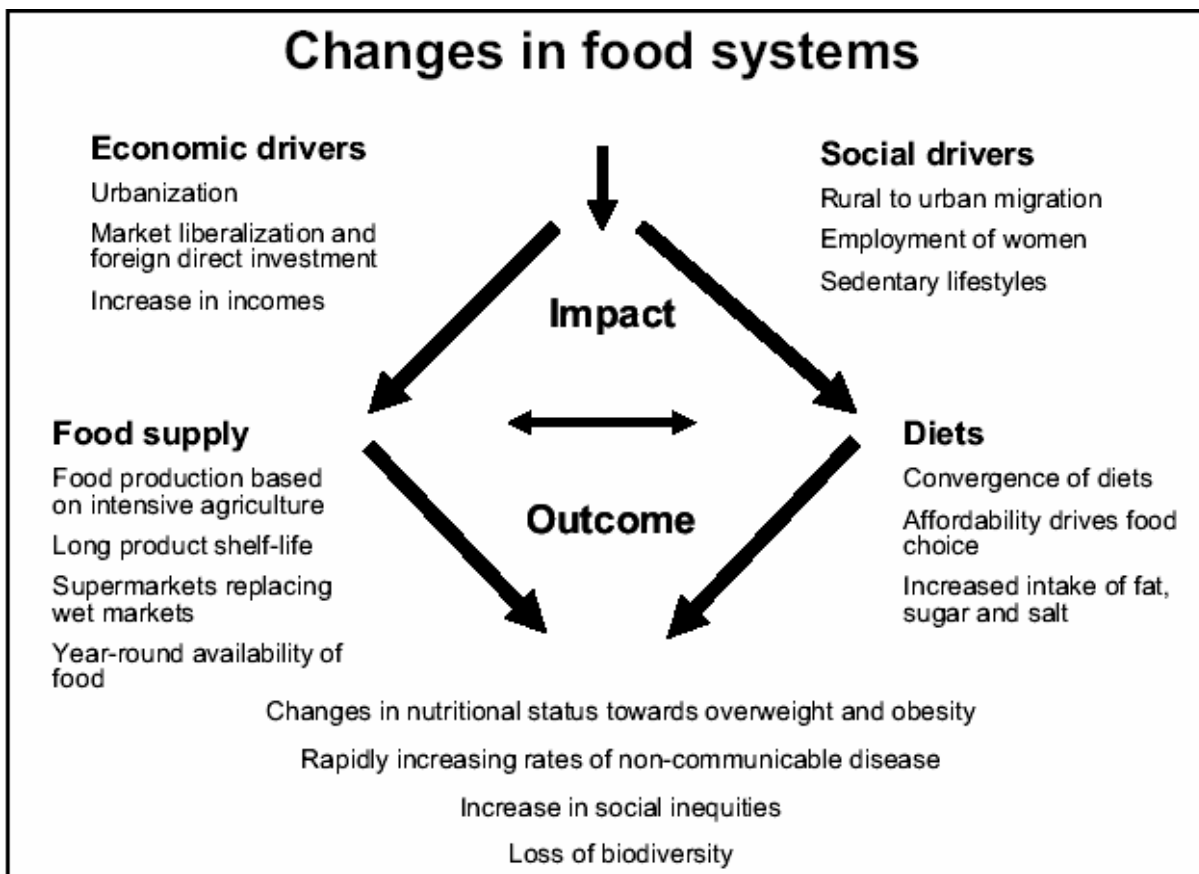 Changes in food systems
Economic drivers
Urbanization
Market liberalization and
foreign direct investment
Increase in incomes
Social drivers
Rural to urban migration
Employment of women
Sedentary lifestyles
Impact
Food supply
Food production based
on intensive agriculture
Long product shelf-life
Supermarkets replacing
wet markets
Year-round availability of
food
Outcome
Diets
Convergence of diets
Affordability drives food
choice
Increased intake of fat,
sugar and salt
Changes in nutritional status towards overweight and obesity
Rapidly increasing rates of non-communicable disease
Increase in social inequities
Loss of biodiversity